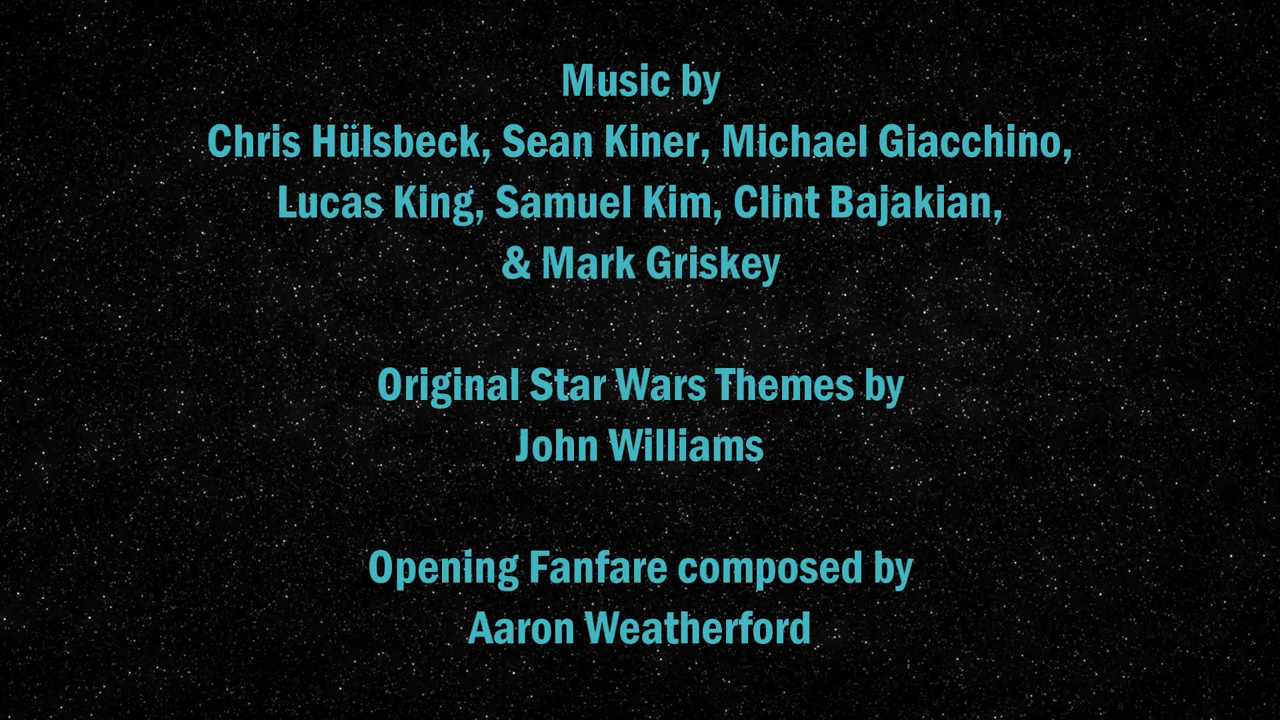 Music by
Chris Hülsbeck, Sean Kiner, Michael Giacchino,
Lucas King, Samuel Kim, Clint Bajakian,
& Mark Griskey
Original Star Wars Themes by
John Williams
Opening Fanfare composed by
Aaron Weatherford